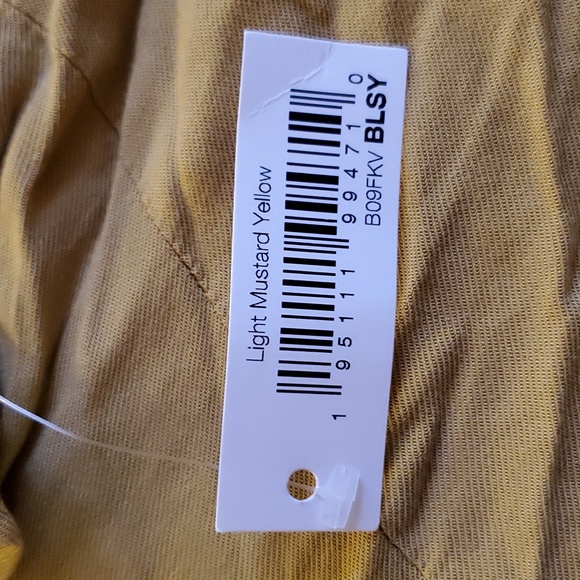 Light Mustard Yellow
1 95111 99471 0
B09FKV BLSY